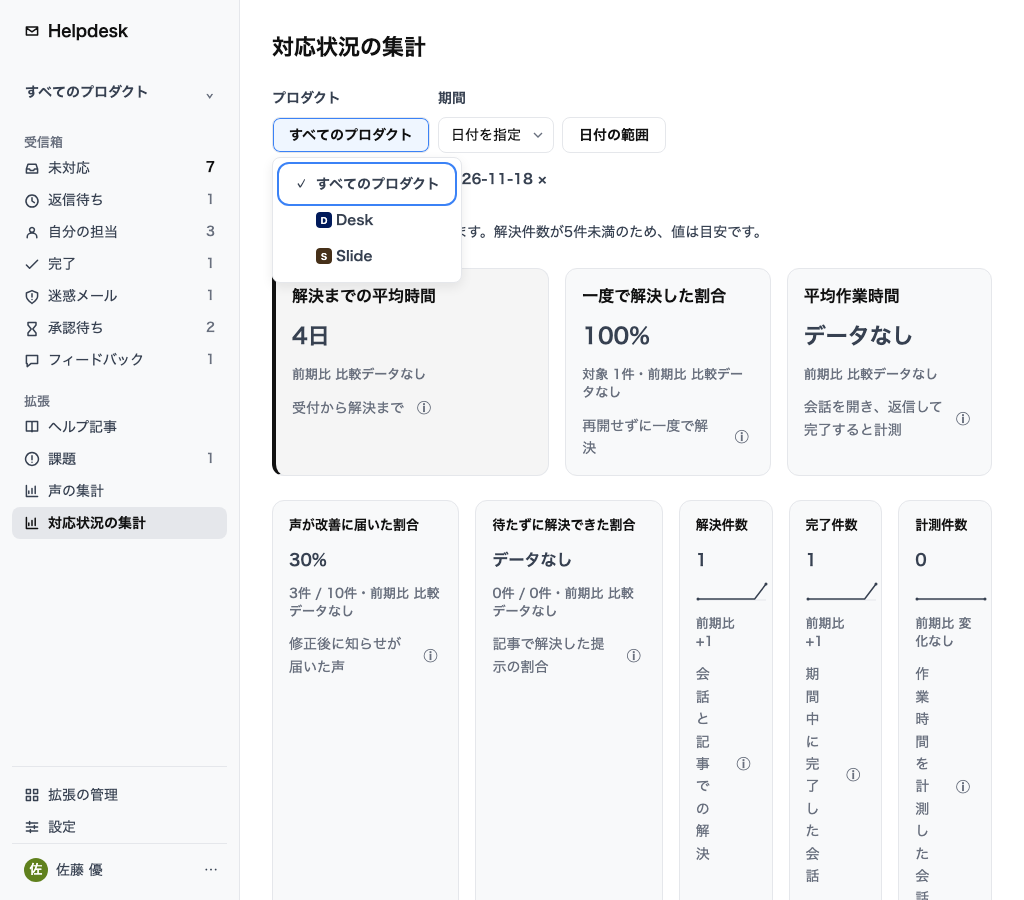 Helpdesk
すべてのプロダクト
受信箱
未対応 7
返信待ち 1
自分の担当 3
完了 1
迷惑メール 1
承認待ち 2
フィードバック 1
拡張
ヘルプ記事
課題 1
声の集計
対応状況の集計
拡張の管理
設定
佐 佐藤 優 ...
対応状況の集計
プロダクト 期間
すべてのプロダクト 日付を指定 日付の範囲
✓ すべてのプロダクト
D Desk
S Slide
26-11-18 ×
ます。解決件数が5件未満のため、値は目安です。
解決までの平均時間
4日
前期比 比較データなし
受付から解決まで
一度で解決した割合
100%
対象 1件・前期比 比較デー
タなし
再開せずに一度で解
決
平均作業時間
データなし
前期比 比較データなし
会話を開き、返信して
完了すると計測
声が改善に届いた割合
30%
3件 / 10件・前期比 比較
データなし
修正後に知らせが
届いた声
待たずに解決できた割合
データなし
0件 / 0件・前期比 比較
データなし
記事で解決した提
示の割合
解決件数
1
前期比
+1
会
話
と
記
事
で
の
解
決
完了件数
1
前期比
+1
期
間
中
に
完
了
し
た
会
話
計測件数
0
前期比 変
化なし
作
業
時
間
を
計
測
し
た
会
話